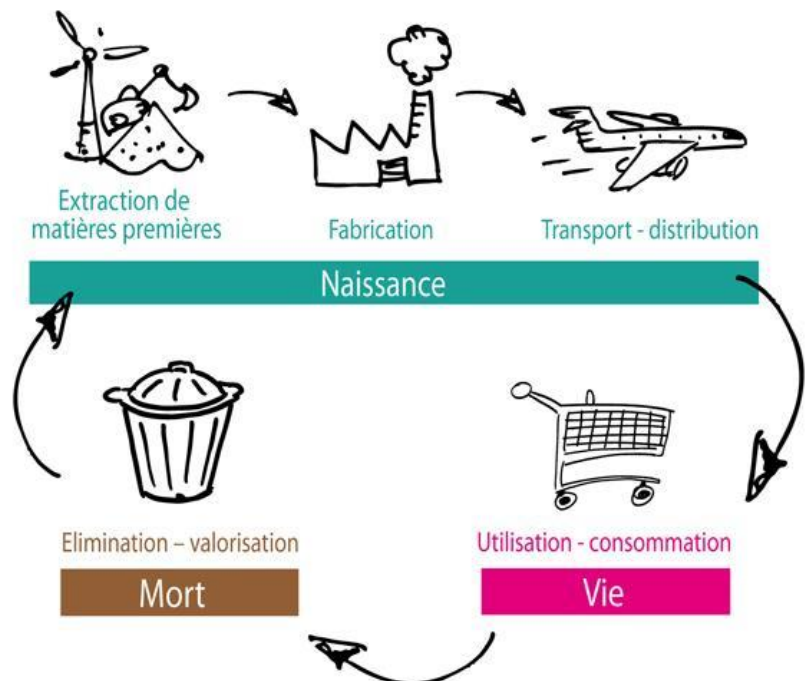 Extraction de
matières premières
Fabrication
Transport - distribution
Naissance
Elimination – valorisation
Mort
Utilisation - consommation
Vie